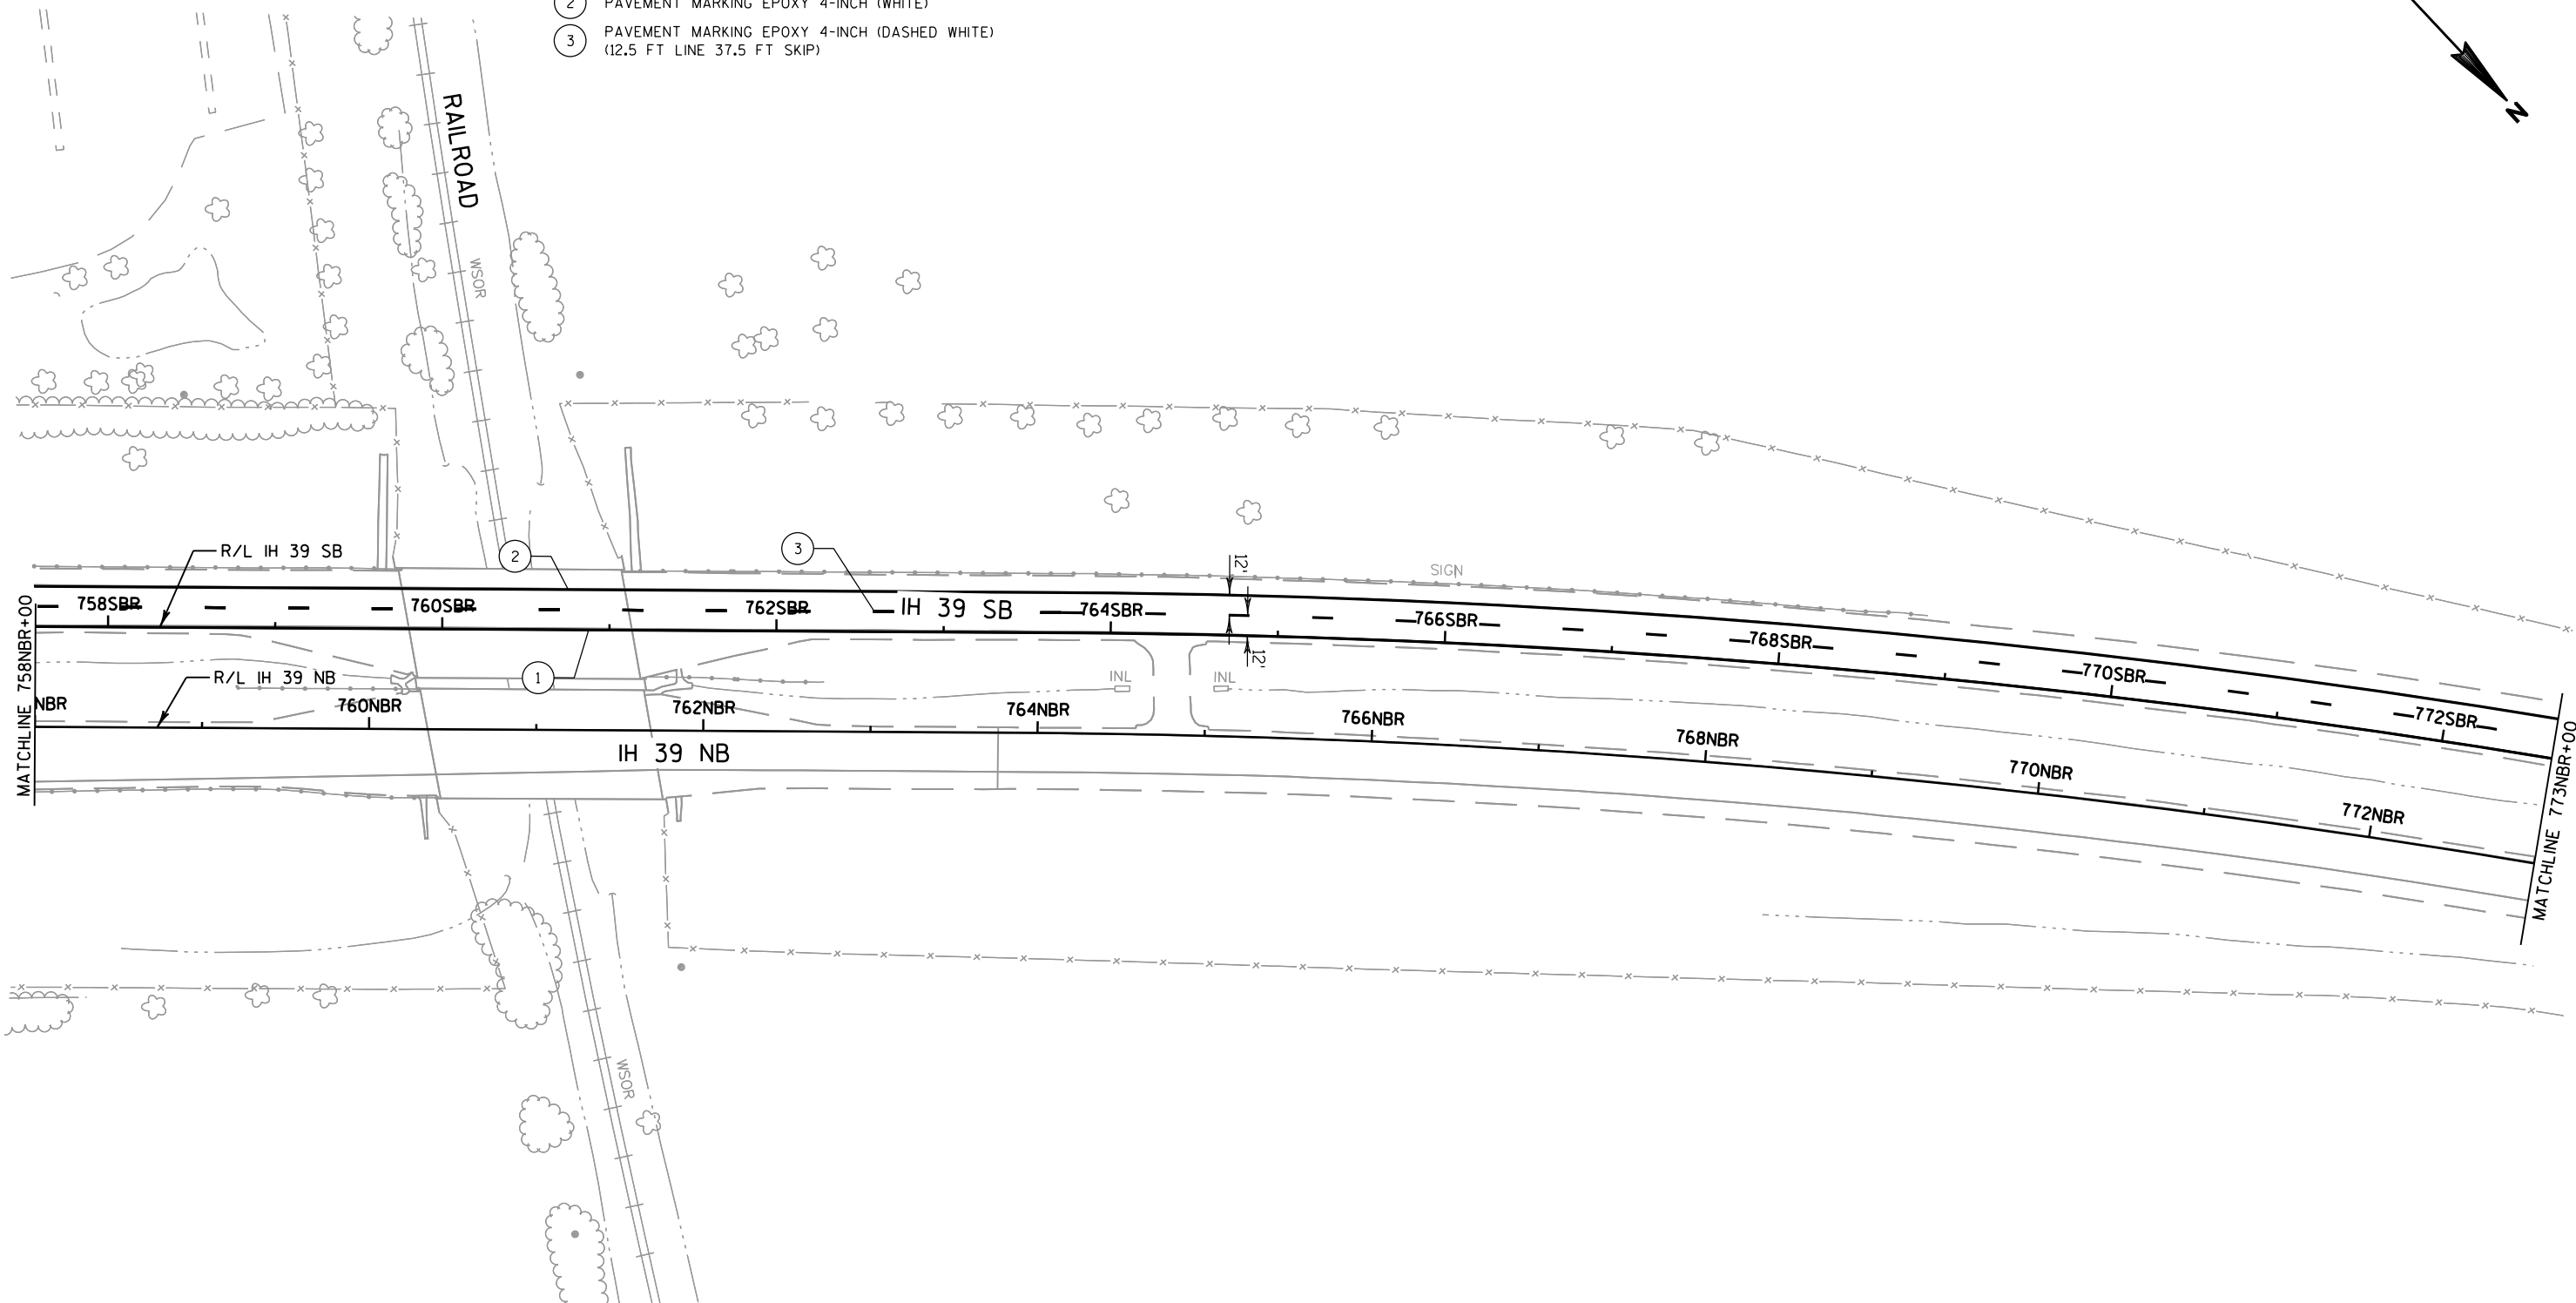 2 PAVEMENT MARKING EPOXY 4-INCH (WHITE)
3 PAVEMENT MARKING EPOXY 4-INCH (DASHED WHITE)
(12.5 FT LINE 37.5 FT SKIP)
N
RAILROAD
WSOR
R/L IH 39 SB
2
3
12'
SIGN
758SBR
760SBR
762SBR
IH 39 SB
764SBR
766SBR
768SBR
770SBR
772SBR
12'
MATCHLINE 758NBR+00
R/L IH 39 NB
1
INL
INL
NBR
760NBR
762NBR
764NBR
766NBR
768NBR
770NBR
772NBR
IH 39 NB
MATCHLINE 773NBR+00
WSOR